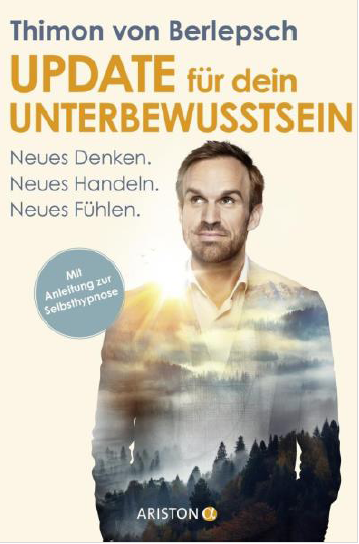 Thimon von Berlepsch
UPDATE für dein
UNTERBEWUSSTSEIN
Neues Denken.
Neues Handeln.
Neues Fühlen.
Mit
Anleitung zur
Selbsthypnose
ARISTON